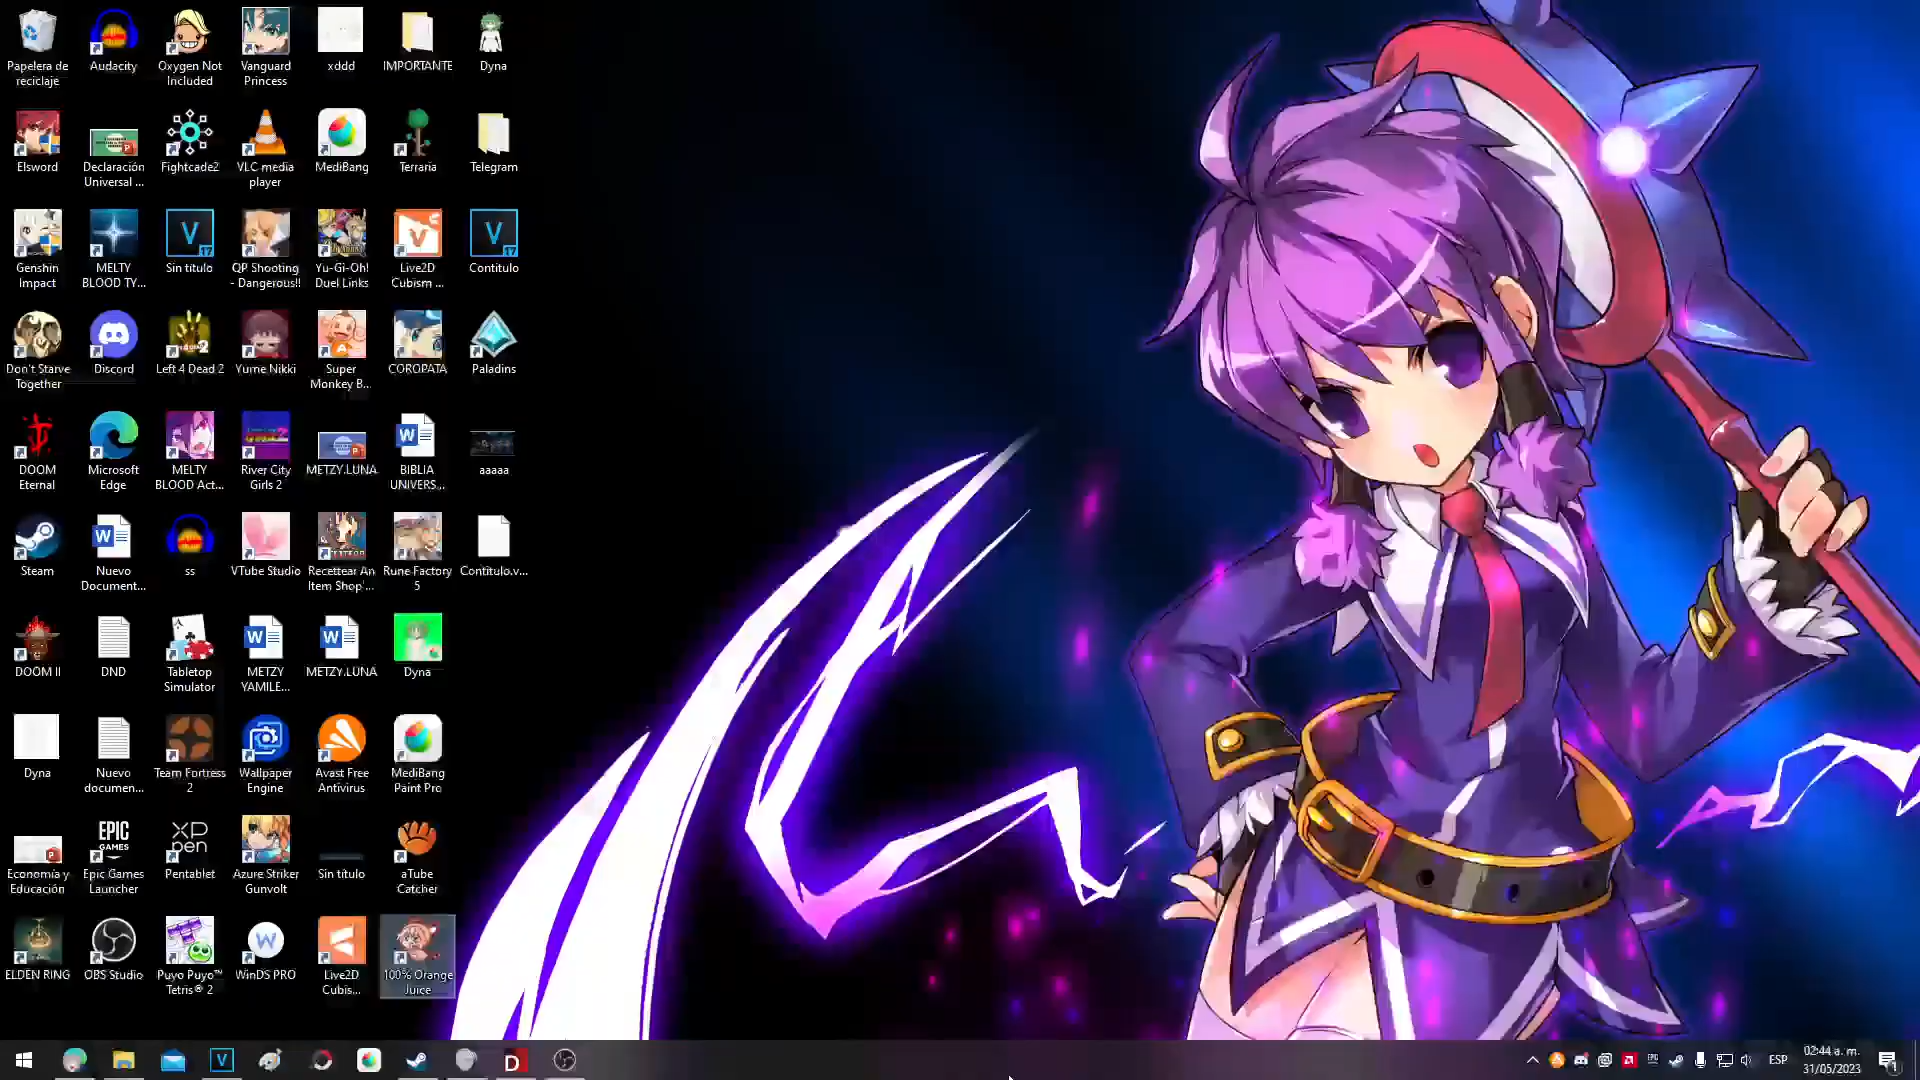 Papelera de
reciclaje
Audacity
Oxygen Not
Included
Vanguard
Princess
xddd
IMPORTANTE
Dyna
Elsword
Declaración
Universal ...
Fightcade2
VLC media
player
MediBang
Terraria
Telegram
Genshin
Impact
MELTY
BLOOD TY...
Sin título
QP Shooting
- Dangerous!!
Yu-Gi-Oh!
Duel Links
Live2D
Cubism ...
Contitulo
Don't Starve
Together
Discord
Left 4 Dead 2
Yume Nikki
Super
Monkey B...
COROPATA
Paladins
DOOM
Eternal
Microsoft
Edge
MELTY
BLOOD Act...
River City
Girls 2
METZY.LUNA
BIBLIA
UNIVERS...
aaaaa
Steam
Nuevo
Document...
ss
VTube Studio
Recettear An
Item Shop'...
Rune Factory
5
Contitulo.v...
DOOM II
DND
Tabletop
Simulator
METZY
YAMILE...
METZY.LUNA
Dyna
Dyna
Nuevo
documen...
Team Fortress
2
Wallpaper
Engine
Avast Free
Antivirus
MediBang
Paint Pro
Economía y
Educación
EPIC
GAMES
Epic Games
Launcher
XP
pen
Pentablet
Azure Striker
Gunvolt
Sin título
aTube
Catcher
ELDEN RING
OBS Studio
Puyo Puyo™
Tetris® 2
WinDS PRO
Live2D
Cubis...
100% Orange
Juice
ESP
02:44 a. m.
31/05/2023